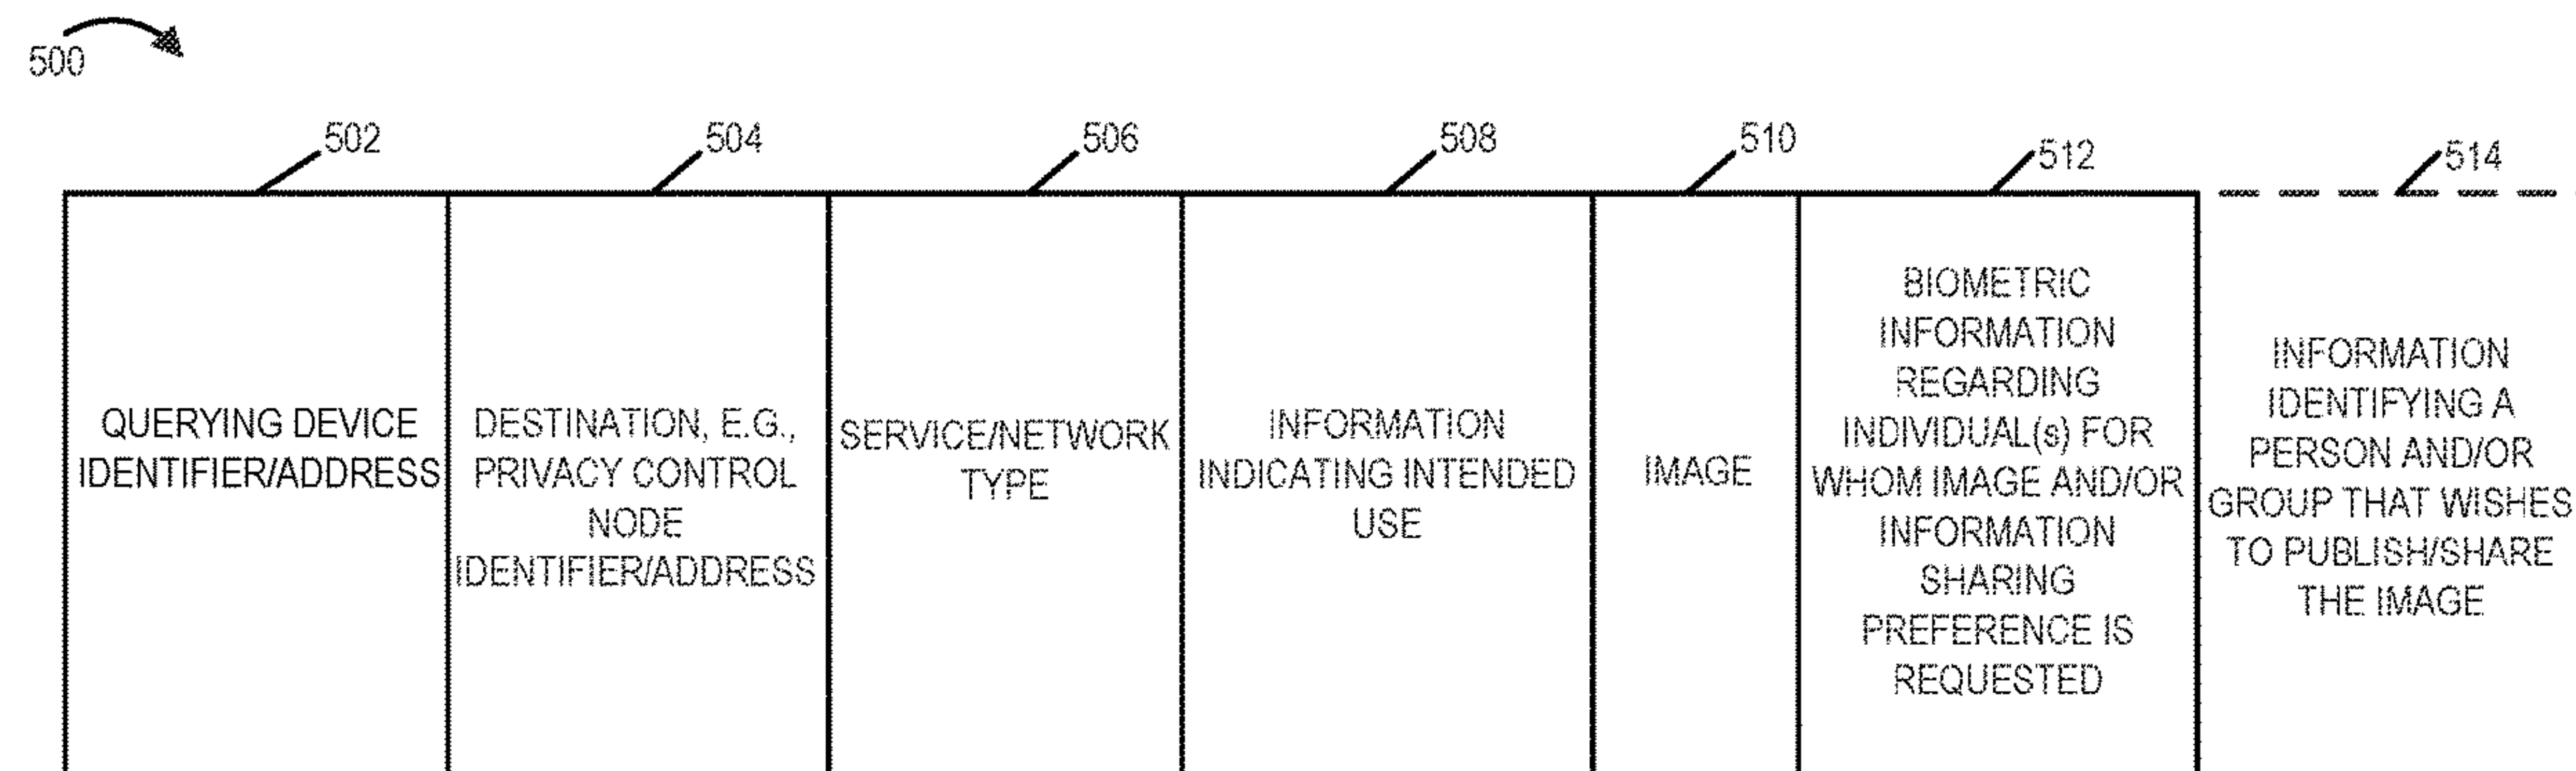 500
502
504
506
508
510
512
514
QUERYING DEVICE
IDENTIFIER/ADDRESS
DESTINATION, E.G.,
PRIVACY CONTROL
NODE
IDENTIFIER/ADDRESS
SERVICE/NETWORK
TYPE
INFORMATION
INDICATING INTENDED
USE
IMAGE
BIOMETRIC
INFORMATION
REGARDING
INDIVIDUAL(s) FOR
WHOM IMAGE AND/OR
INFORMATION
SHARING
PREFERENCE IS
REQUESTED
INFORMATION
IDENTIFYING A
PERSON AND/OR
GROUP THAT WISHES
TO PUBLISH/SHARE
THE IMAGE